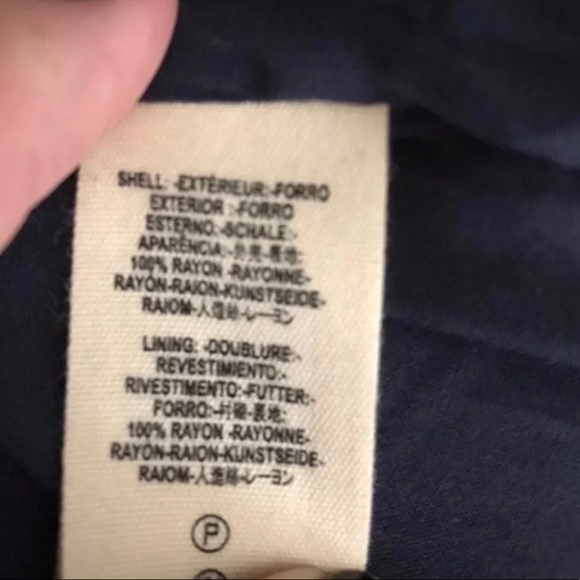 SHELL: -EXTÉRIEUR:-FORRO
EXTERIOR :-FORRO
ESTERNO:-SCHALE:-
APARÊNCIA:-外壳-表地:
100% RAYON -RAYONNE-
RAYÓN-RAION-KUNSTSEIDE-
RAIOM-人造絲-レーヨン
LINING: -DOUBLURE:-
REVESTIMIENTO:-
RIVESTIMENTO:-FUTTER:-
FORRO:-村裡-裏地:
100% RAYON -RAYONNE-
RAYÓN-RAION-KUNSTSEIDE-
RAIOM-人造絲-レーヨン
P